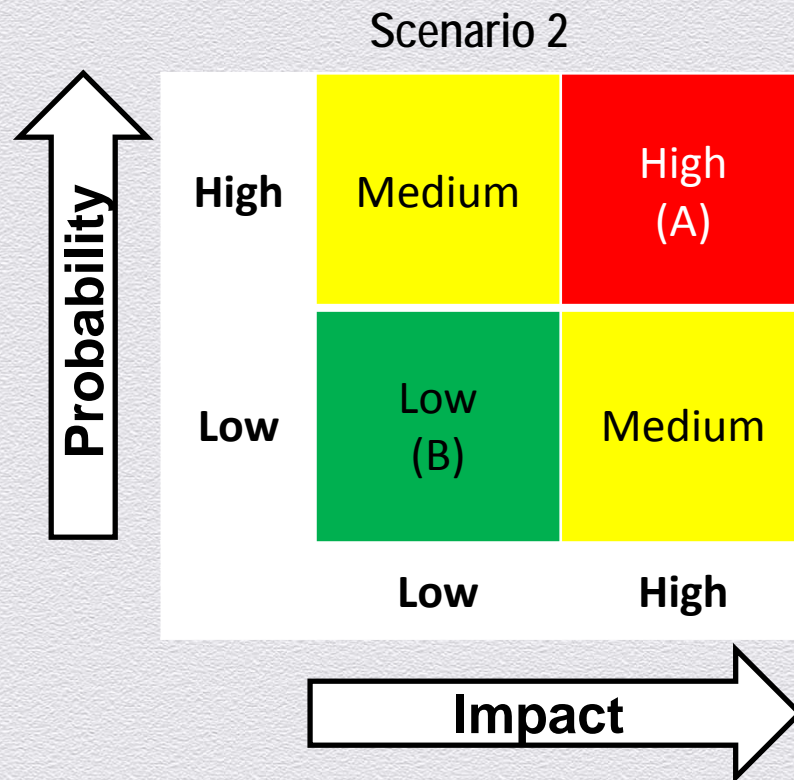 Scenario 2
Probability
High
Medium
High
(A)
Low
Low
(B)
Medium
Low
High
Impact